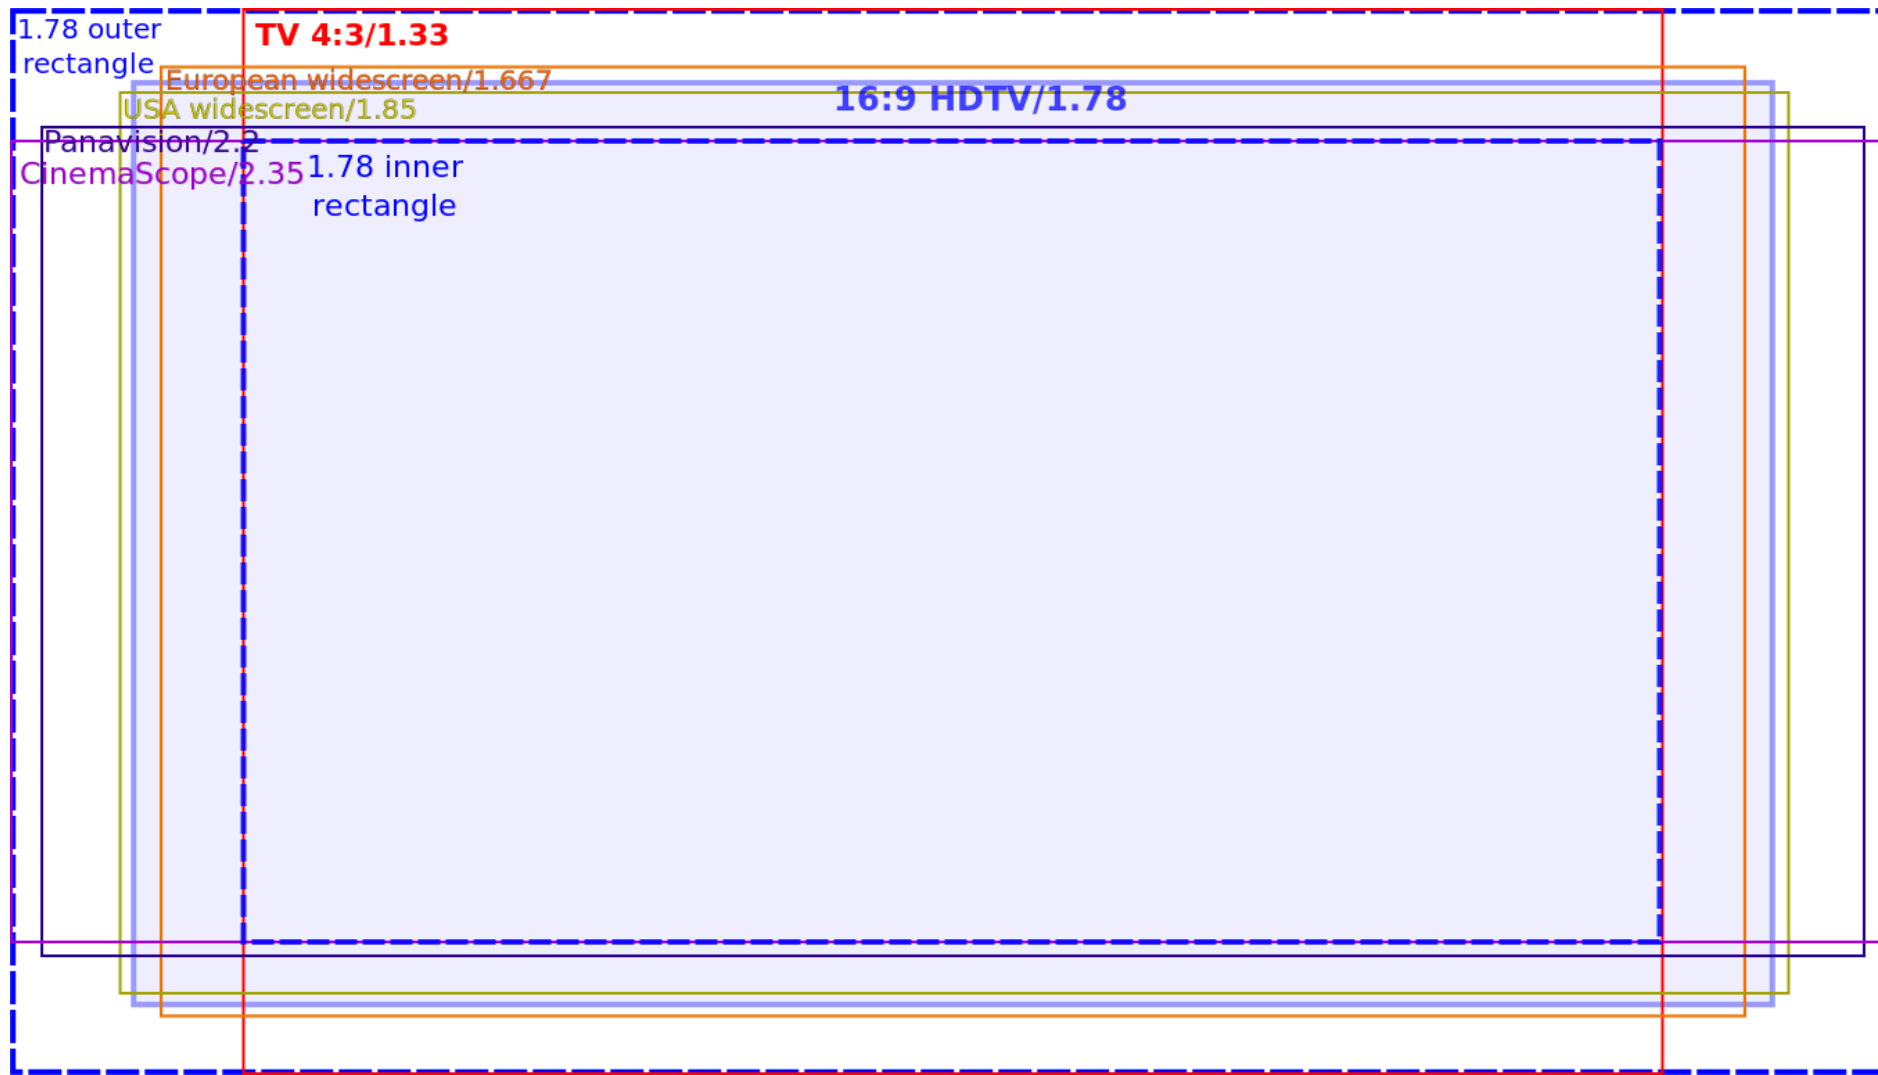 1.78 outer
rectangle
TV 4:3/1.33
European widescreen/1.667
16:9 HDTV/1.78
USA widescreen/1.85
Panavision/2.2
CinemaScope/2.35
1.78 inner
rectangle